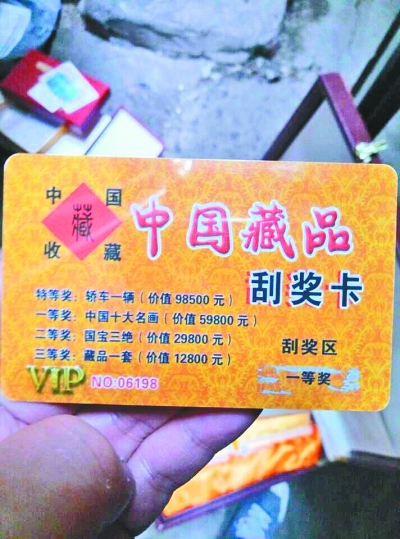 中国
收藏
藏
中国藏品
刮奖卡
特等奖：轿车一辆（价值98500元）
一等奖：中国十大名画（价值59800元）
二等奖：国宝三绝（价值29800元）
三等奖：藏品一套（价值12800元）
刮奖区
一等奖
VIP NO:06198